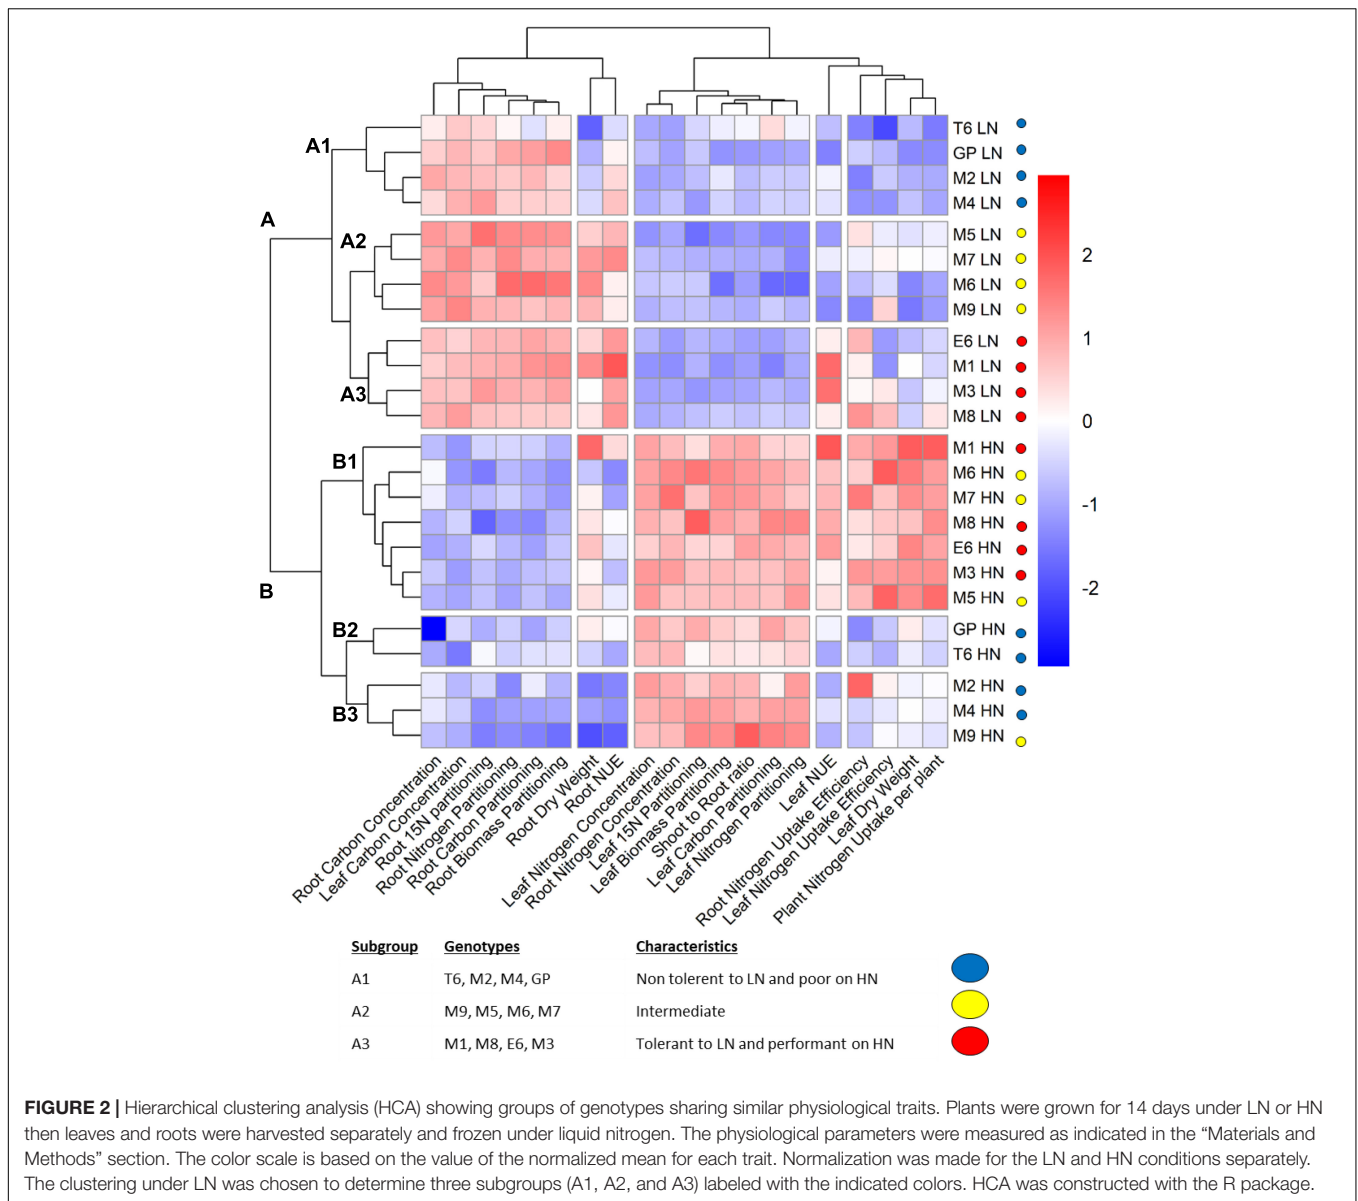 A1
A
A2
A3
B1
B
B2
B3
T6 LN
GP LN
M2 LN
M4 LN
M5 LN
M7 LN
M6 LN
M9 LN
E6 LN
M1 LN
M3 LN
M8 LN
M1 HN
M6 HN
M7 HN
M8 HN
E6 HN
M3 HN
M5 HN
GP HN
T6 HN
M2 HN
M4 HN
M9 HN
2
1
0
-1
-2
Root Carbon Concentration
Leaf Carbon Concentration
Root 15N partitioning
Root Nitrogen Partitioning
Root Carbon Partitioning
Root Biomass Partitioning
Root Dry Weight
Root NUE
Leaf Nitrogen Concentration
Root Nitrogen Concentration
Leaf 15N Partitioning
Leaf Biomass Partitioning
Shoot to Root ratio
Leaf Carbon Partitioning
Leaf Nitrogen Partitioning
Leaf NUE
Root Nitrogen Uptake Efficiency
Leaf Nitrogen Uptake Efficiency
Leaf Dry Weight
Plant Nitrogen Uptake per plant
Subgroup Genotypes Characteristics
A1 T6, M2, M4, GP Non tolerent to LN and poor on HN
A2 M9, M5, M6, M7 Intermediate
A3 M1, M8, E6, M3 Tolerant to LN and performant on HN
FIGURE 2 | Hierarchical clustering analysis (HCA) showing groups of genotypes sharing similar physiological traits. Plants were grown for 14 days under LN or HN
then leaves and roots were harvested separately and frozen under liquid nitrogen. The physiological parameters were measured as indicated in the “Materials and
Methods” section. The color scale is based on the value of the normalized mean for each trait. Normalization was made for the LN and HN conditions separately.
The clustering under LN was chosen to determine three subgroups (A1, A2, and A3) labeled with the indicated colors. HCA was constructed with the R package.